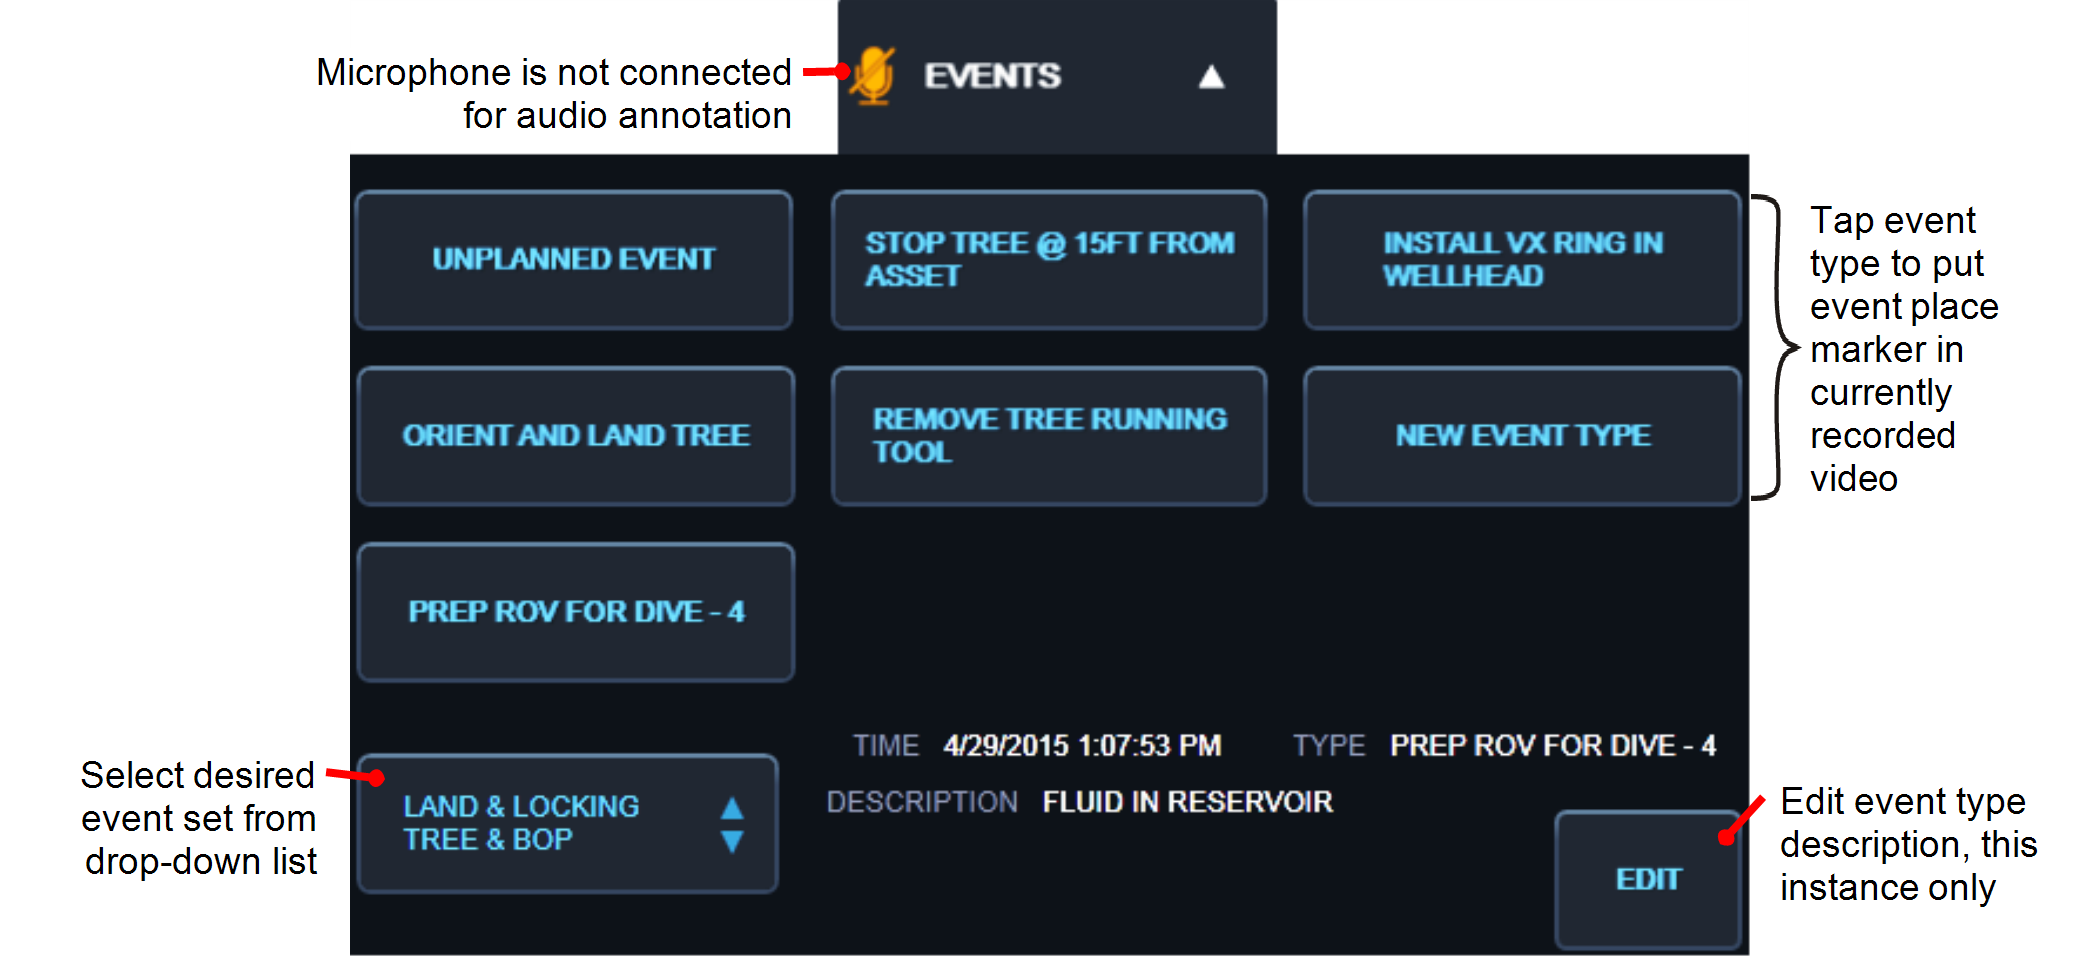 Microphone is not connected
for audio annotation
EVENTS
UNPLANNED EVENT
STOP TREE @ 15FT FROM
ASSET
INSTALL VX RING IN
WELLHEAD
ORIENT AND LAND TREE
REMOVE TREE RUNNING
TOOL
NEW EVENT TYPE
Tap event
type to put
event place
marker in
currently
recorded
video
PREP ROV FOR DIVE - 4
TIME 4/29/2015 1:07:53 PM TYPE PREP ROV FOR DIVE - 4
DESCRIPTION FLUID IN RESERVOIR
Select desired
event set from
drop-down list
LAND & LOCKING
TREE & BOP
EDIT
Edit event type
description, this
instance only